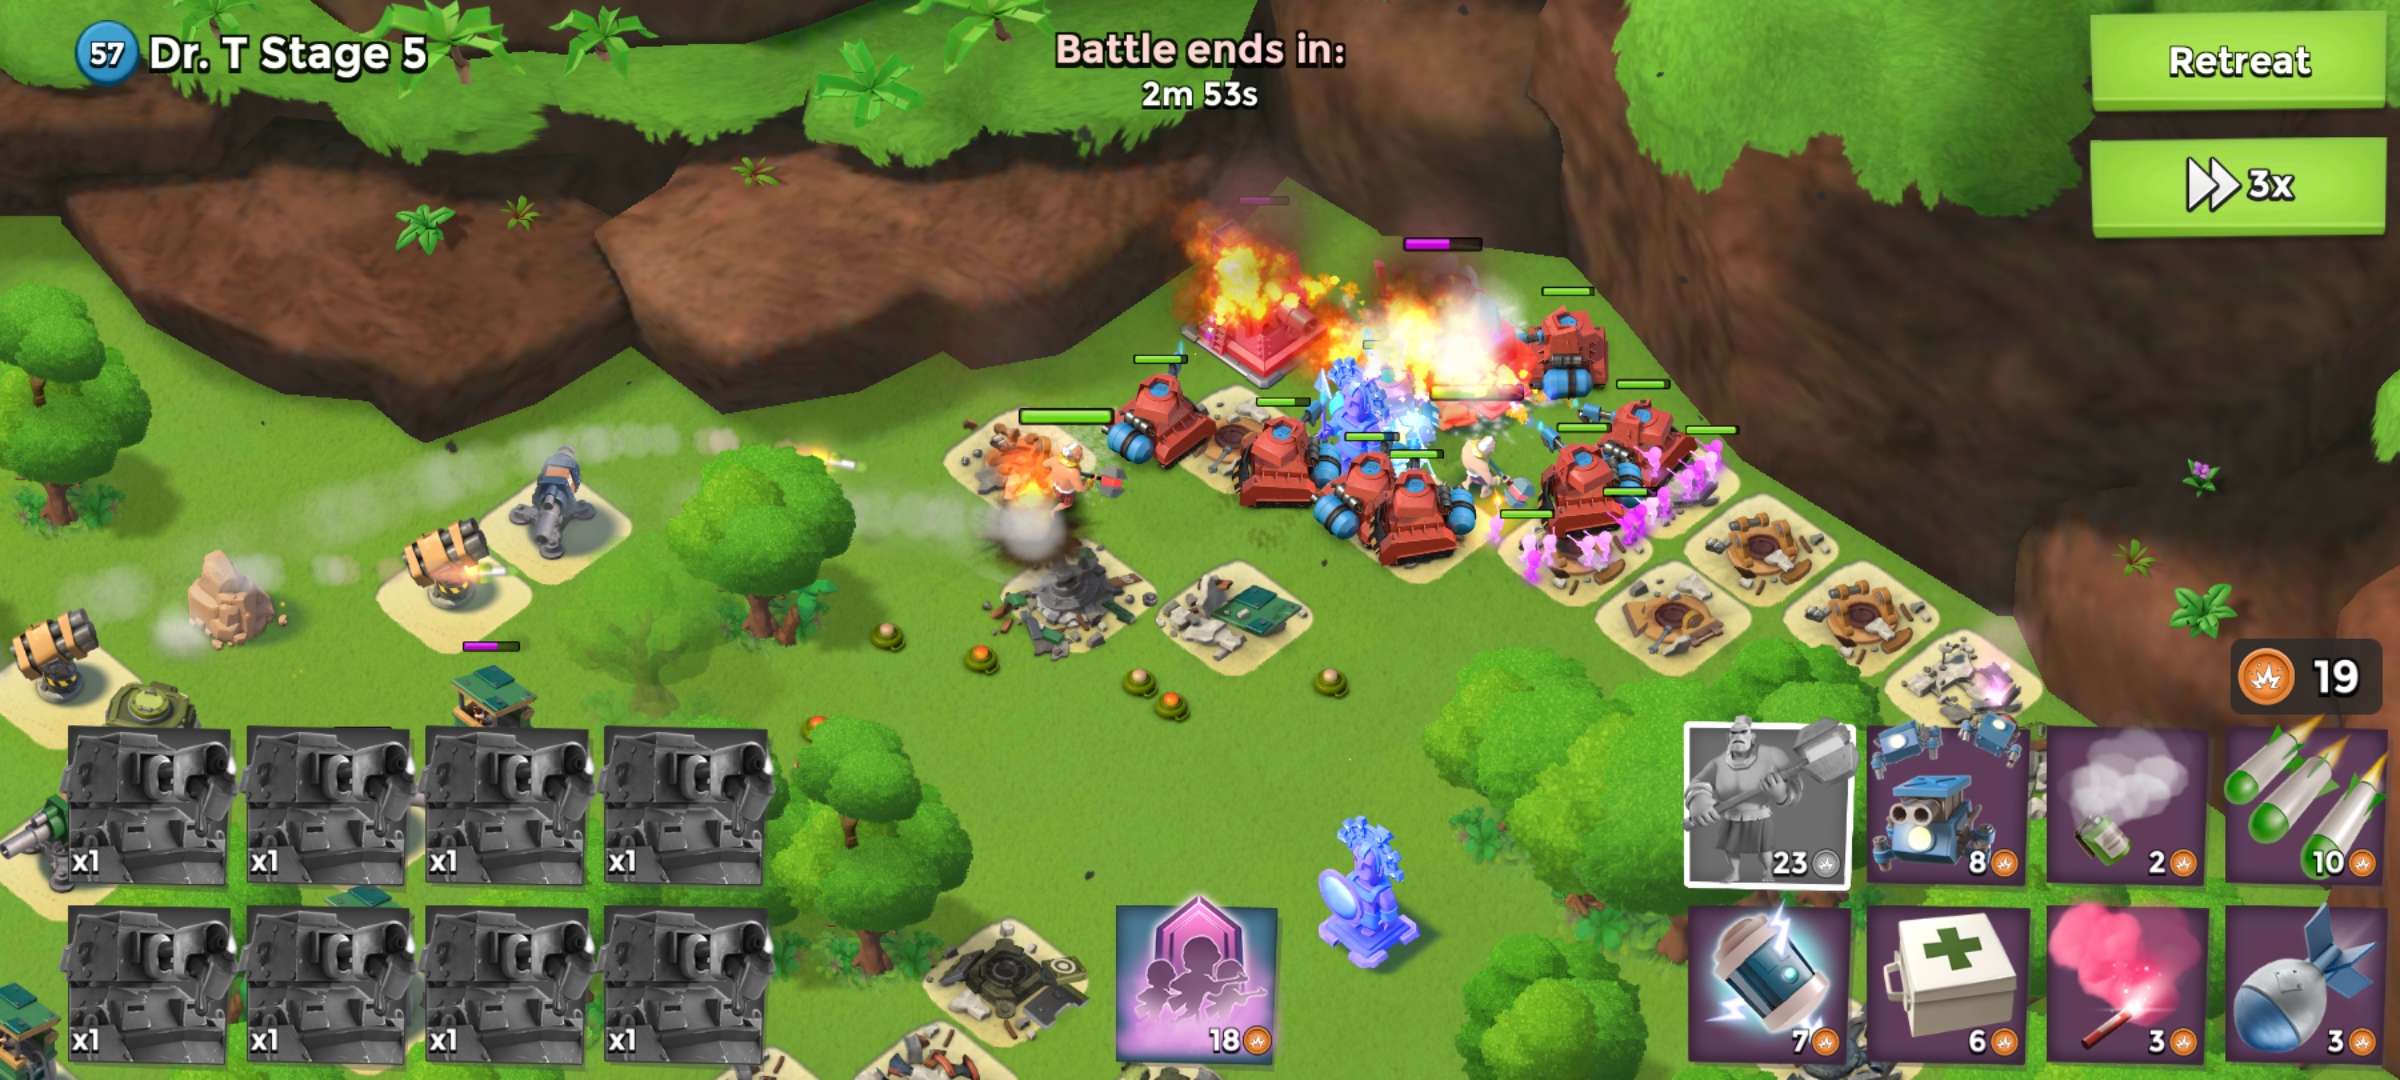 57 Dr. T Stage 5
Battle ends in:
2m 53s
Retreat
3x
19
x1 x1 x1 x1
23 8 2 10
x1 x1 x1 x1
18
7 6 3 3